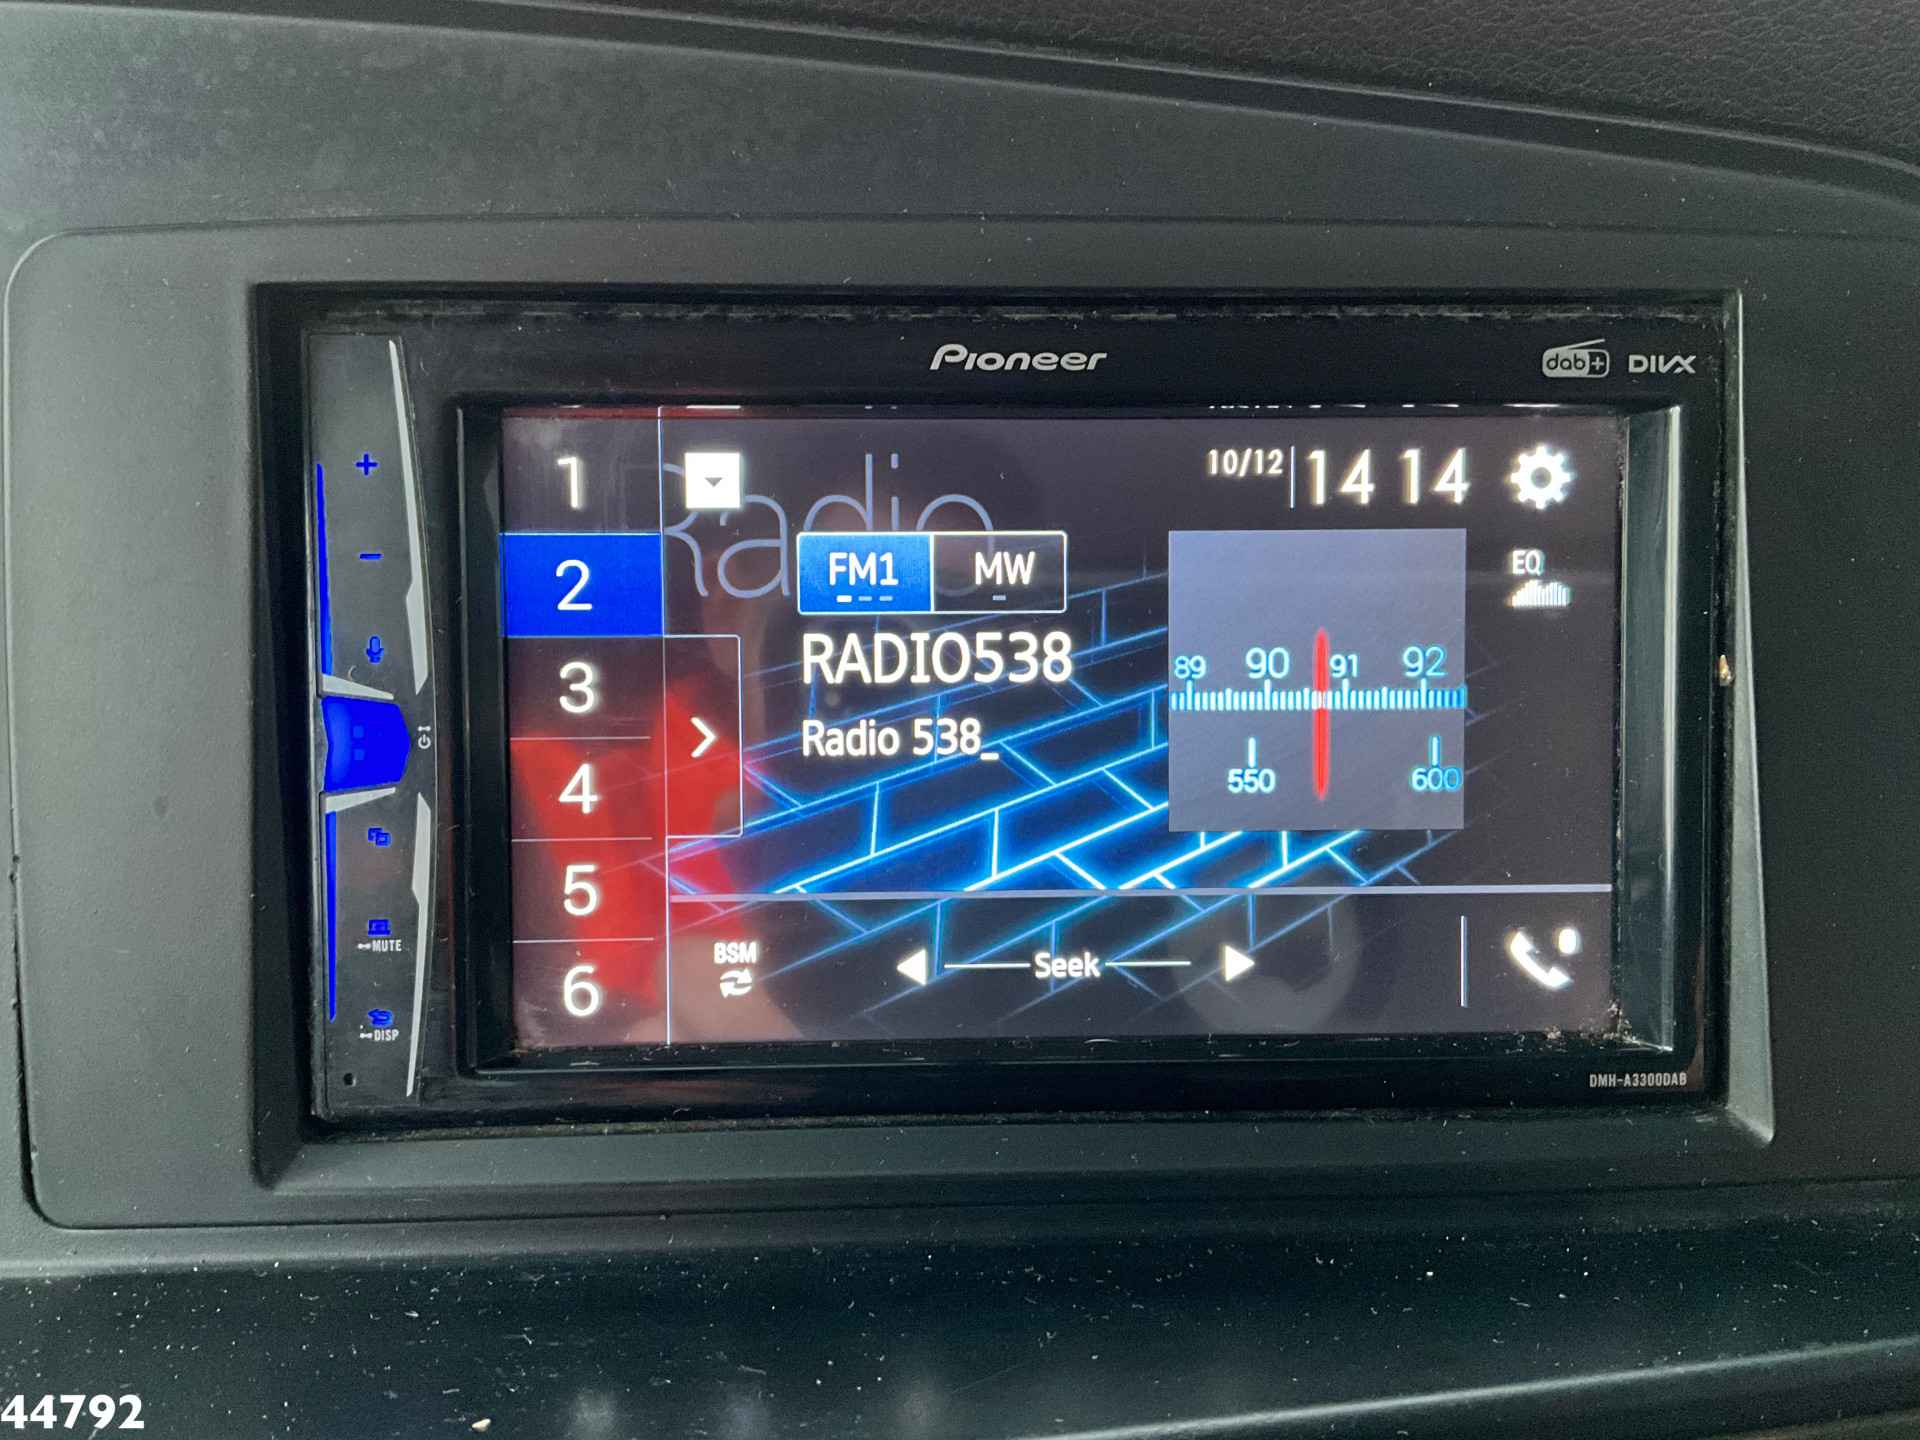 Pioneer
dab+ DIVX
1
2
3
4
5
6
Radio
10/12 14 14
FM1 MW
EQ
RADIO538
Radio 538_
89 90 91 92
550 600
BSM
Seek
MUTE
DISP
DMH-A3300DAB
44792